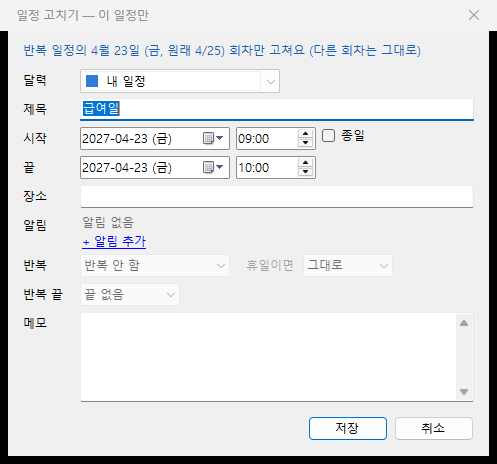 일정 고치기 — 이 일정만
반복 일정의 4월 23일 (금, 원래 4/25) 회차만 고쳐요 (다른 회차는 그대로)
달력 내 일정
제목 급여일
시작 2027-04-23 (금) 09:00 종일
끝 2027-04-23 (금) 10:00
장소
알림 알림 없음
+ 알림 추가
반복 반복 안 함 휴일이면 그대로
반복 끝 끝 없음
메모
저장 취소